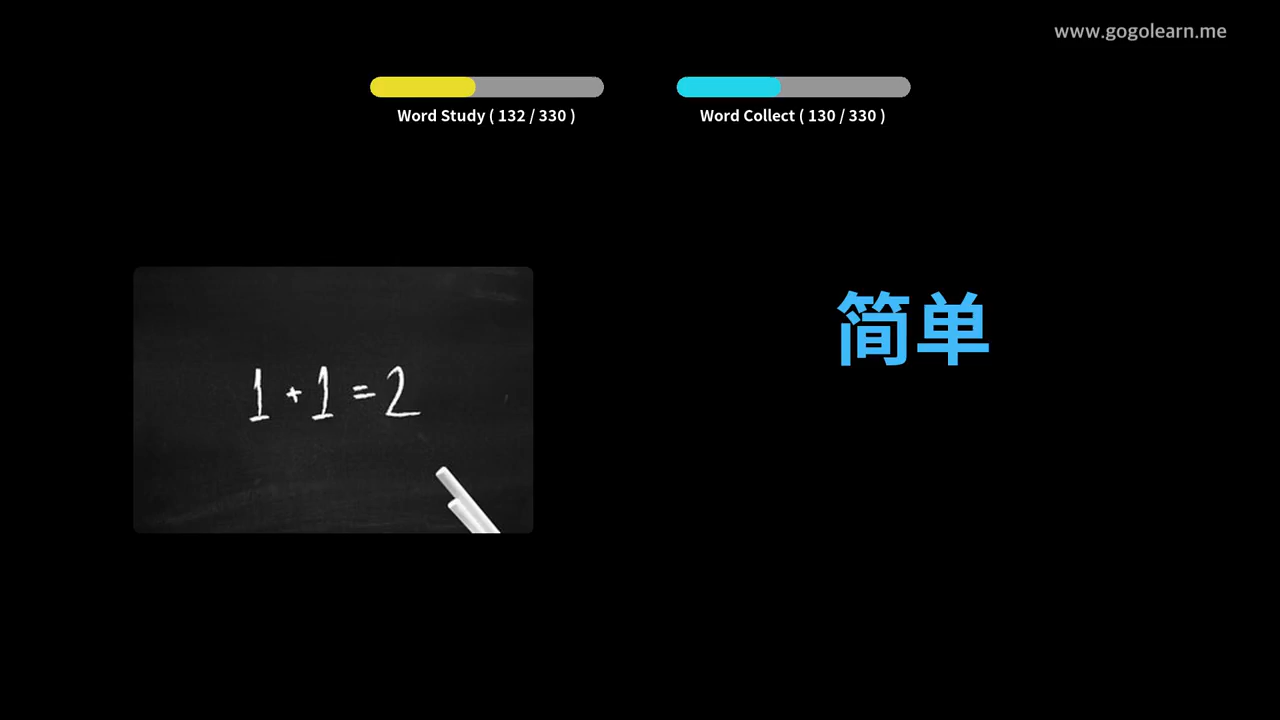 www.gogolearn.me
Word Study ( 132 / 330 )
Word Collect ( 130 / 330 )
简单
1 + 1 = 2